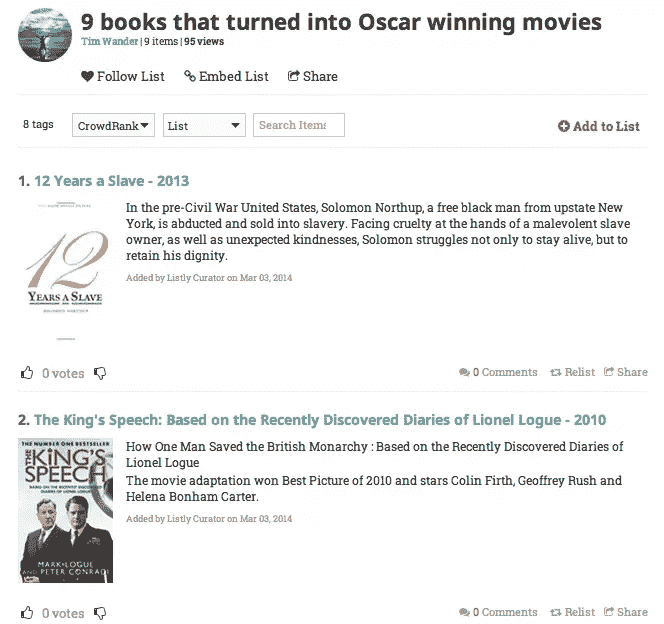 9 books that turned into Oscar winning movies
Tim Wander | 9 items | 95 views
Follow List Embed List Share
8 tags CrowdRank List Search Items Add to List
1. 12 Years a Slave - 2013
In the pre-Civil War United States, Solomon Northup, a free black man from upstate New
York, is abducted and sold into slavery. Facing cruelty at the hands of a malevolent slave
owner, as well as unexpected kindnesses, Solomon struggles not only to stay alive, but to
retain his dignity.
Added by Listly Curator on Mar 03, 2014
12
YEARS A SLAVE
0 votes 0 Comments Relist Share
2. The King's Speech: Based on the Recently Discovered Diaries of Lionel Logue - 2010
THE NUMBER ONE BESTSELLER
THE KING'S
SPEECH
BASED ON THE RECENTLY DISCOVERED
DIARIES OF LIONEL LOGUE
MARK LOGUE
AND PETER CONRADI
How One Man Saved the British Monarchy : Based on the Recently Discovered Diaries of
Lionel Logue
The movie adaptation won Best Picture of 2010 and stars Colin Firth, Geoffrey Rush and
Helena Bonham Carter.
Added by Listly Curator on Mar 03, 2014
0 votes 0 Comments Relist Share